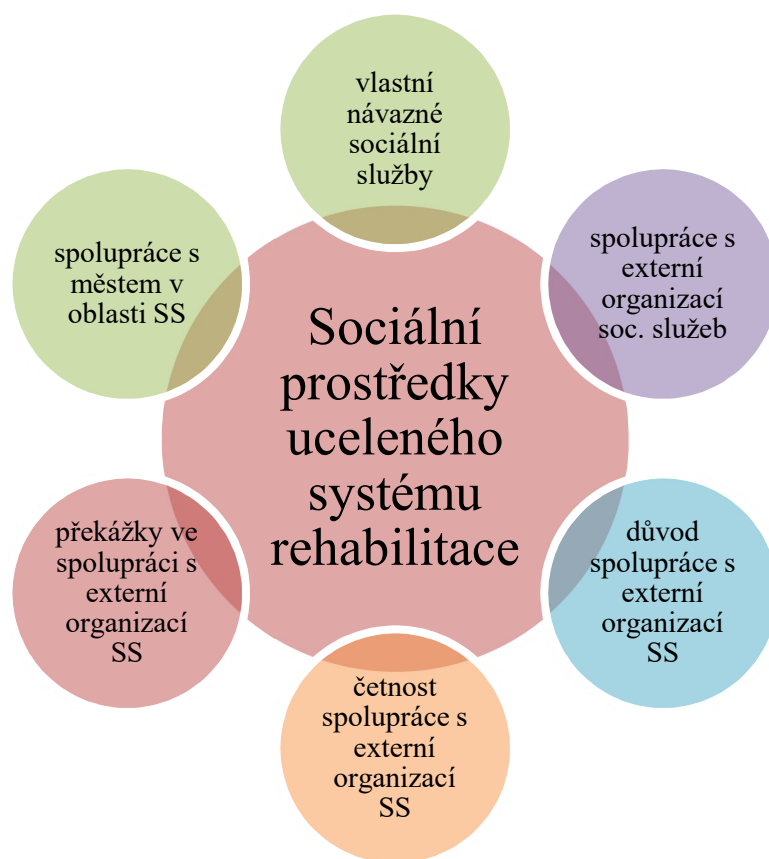 vlastní
návazné
sociální
služby
spolupráce s
externí
organizací
soc. služeb
důvod
spolupráce s
externí
organizací
SS
četnost
spolupráce s
externí
organizací
SS
překážky ve
spolupráci s
externí
organizací
SS
spolupráce s
městem v
oblasti SS
Sociální
prostředky
uceleného
systému
rehabilitace